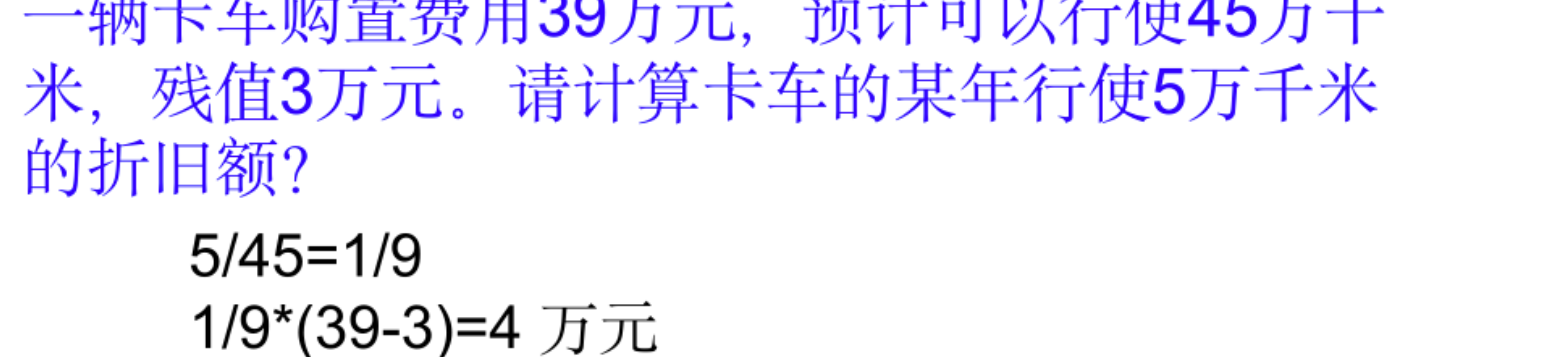 一辆卡车购置费用39万元，预计可以行使45万千
米，残值3万元。请计算卡车的某年行使5万千米
的折旧额？
5/45=1/9
1/9*(39-3)=4 万元